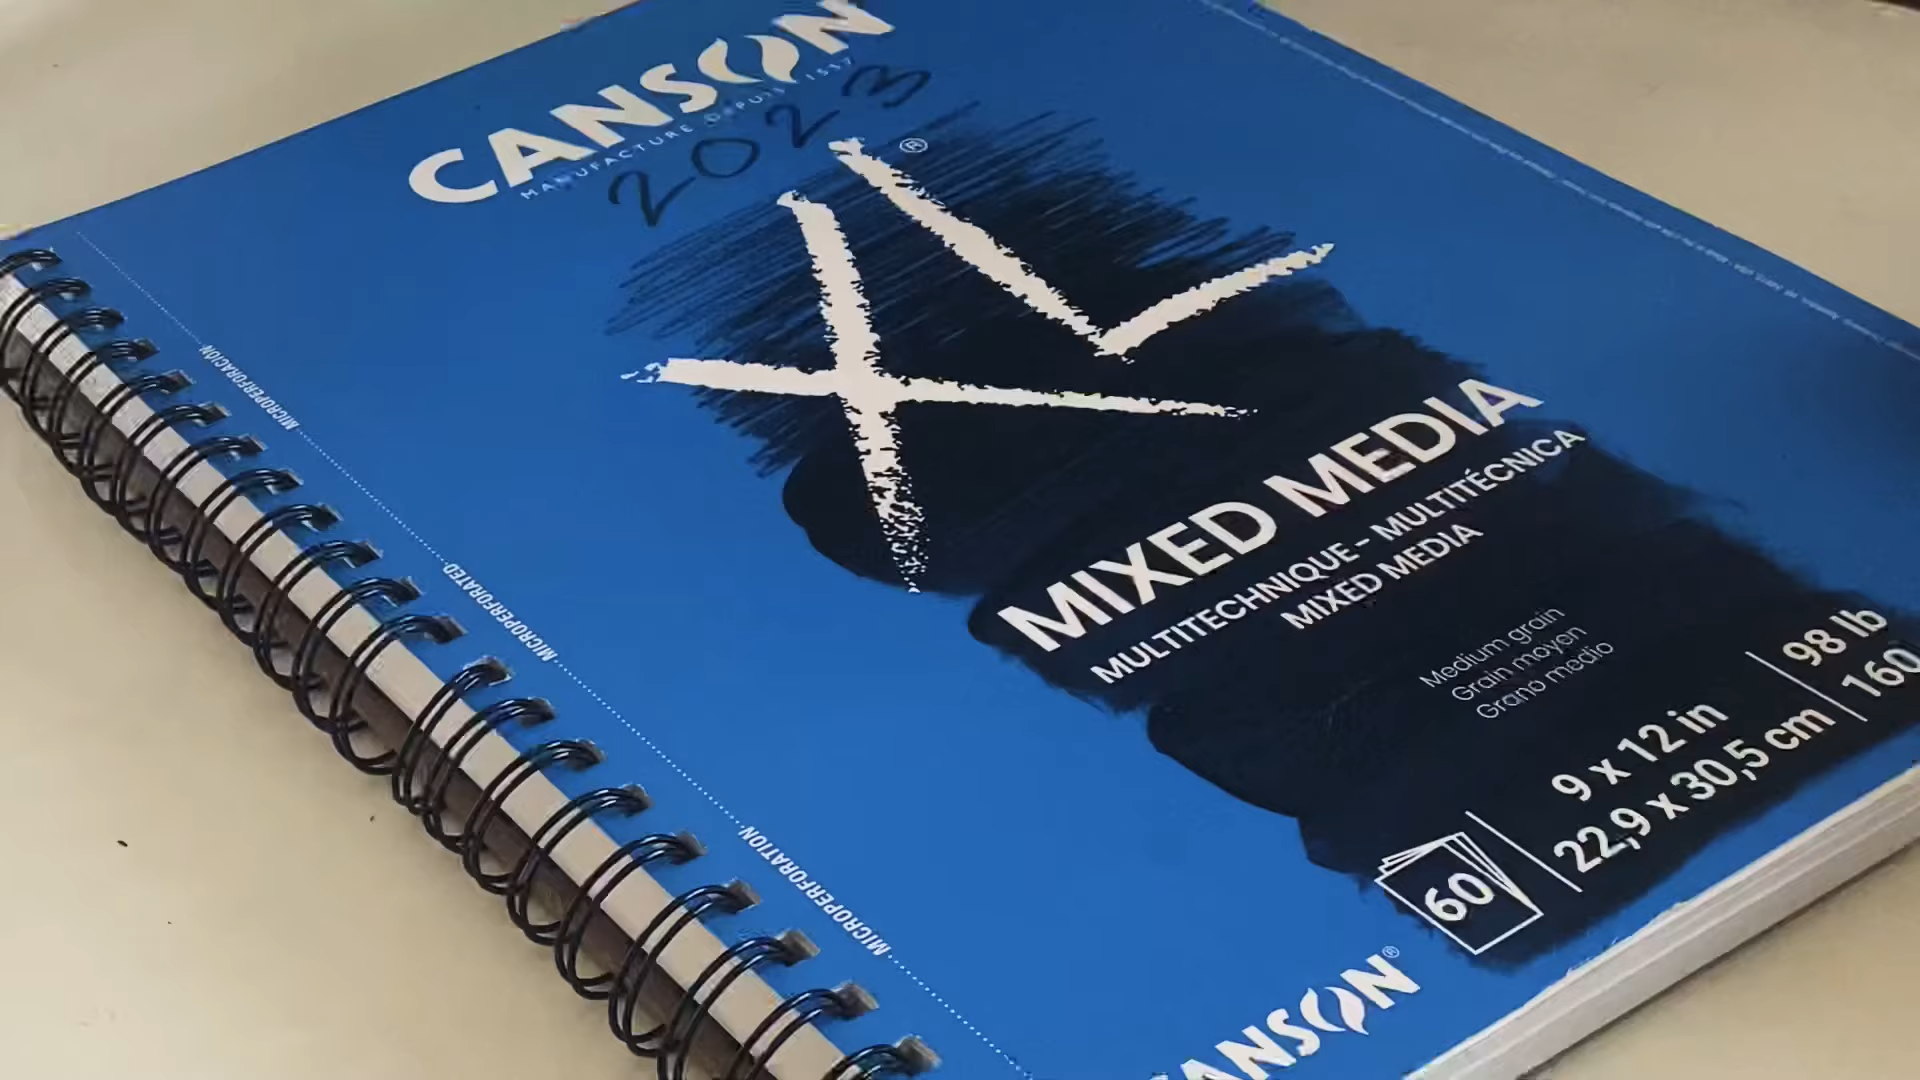 CANSON
MANUFACTURE DEPUIS 1557
2023
XL®
MIXED MEDIA
MULTITECHNIQUE – MULTITÉCNICA
MIXED MEDIA
Medium grain
Grain moyen
Grano medio
98 lb
160
9 x 12 in
22,9 x 30,5 cm
60
CANSON®
MICROPERFORACIÓN
MICROPERFORATED
MICROPERFORATION